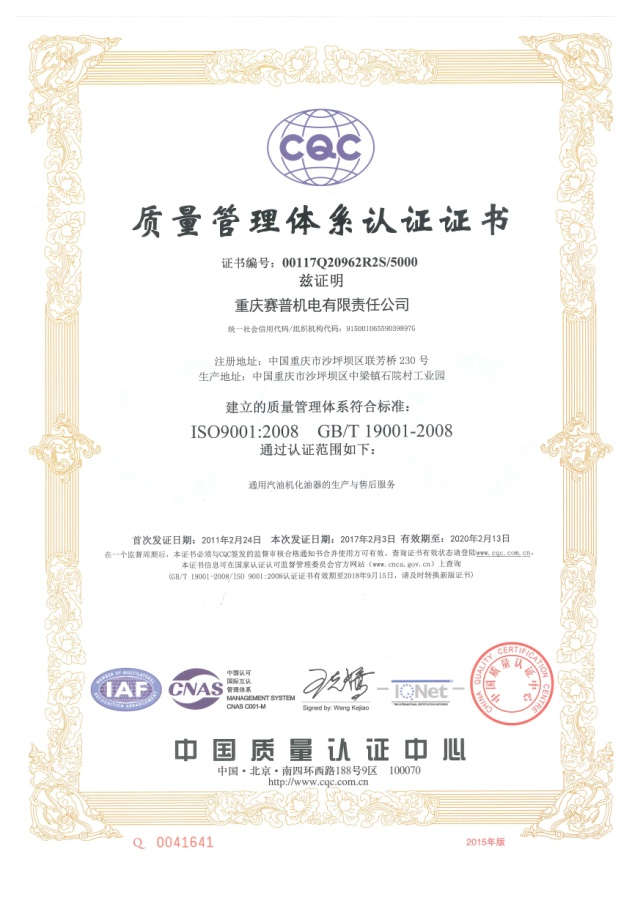 CQC
质量管理体系认证证书
证书编号：00117Q20962R2S/5000
兹证明
重庆赛普机电有限责任公司
统一社会信用代码/组织机构代码：91500106559039897G
注册地址：中国重庆市沙坪坝区联芳桥 230 号
生产地址：中国重庆市沙坪坝区中梁镇石院村工业园
建立的质量管理体系符合标准：
ISO9001:2008 GB/T 19001-2008
通过认证范围如下：
通用汽油机化油器的生产与售后服务
首次发证日期：2011年2月24日 本次发证日期：2017年2月3日 有效期至：2020年2月13日
在一个监督周期后，本证书必须与CQC签发的监督审核合格通知书合并使用方可有效。查询证书有效状态请登陆www.cqc.com.cn，
本证书信息可在国家认证认可监督管理委员会官方网站（www.cnca.gov.cn）上查询
(GB/T 19001-2008/ISO 9001:2008认证证书有效期至2018年9月15日，请及时转换新版证书)
MEMBER OF MULTILATERAL
IAF
RECOGNITION ARRANGEMENT
CNAS
中国认可
国际互认
管理体系
MANAGEMENT SYSTEM
CNAS C001-M
Signed by: Wang Kejiao
IQNet
THE INTERNATIONAL CERTIFICATION NETWORK
CHINA QUALITY CERTIFICATION CENTRE
中国质量认证中心
中国质量认证中心
中国·北京·南四环西路188号9区 100070
http://www.cqc.com.cn
Q 0041641
2015年版